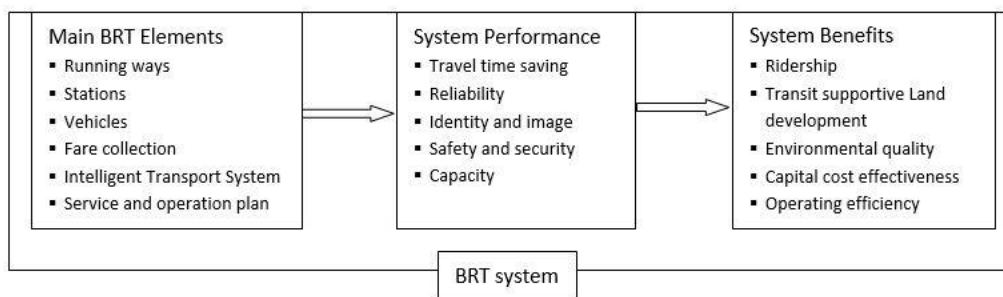 Main BRT Elements
▪ Running ways
▪ Stations
▪ Vehicles
▪ Fare collection
▪ Intelligent Transport System
▪ Service and operation plan
System Performance
▪ Travel time saving
▪ Reliability
▪ Identity and image
▪ Safety and security
▪ Capacity
System Benefits
▪ Ridership
▪ Transit supportive Land
development
▪ Environmental quality
▪ Capital cost effectiveness
▪ Operating efficiency
BRT system